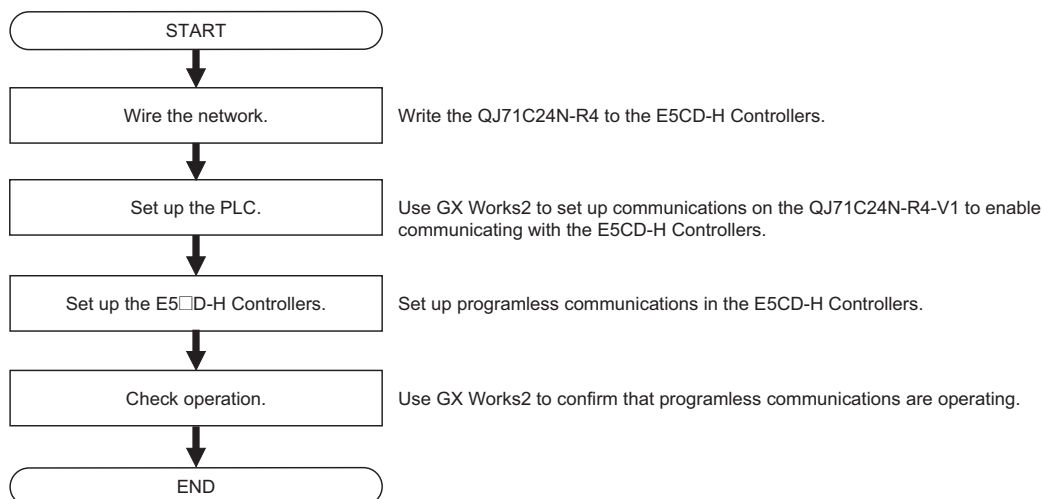 START
Wire the network.
Write the QJ71C24N-R4 to the E5CD-H Controllers.
Set up the PLC.
Use GX Works2 to set up communications on the QJ71C24N-R4-V1 to enable
communicating with the E5CD-H Controllers.
Set up the E5□D-H Controllers.
Set up programless communications in the E5CD-H Controllers.
Check operation.
Use GX Works2 to confirm that programless communications are operating.
END